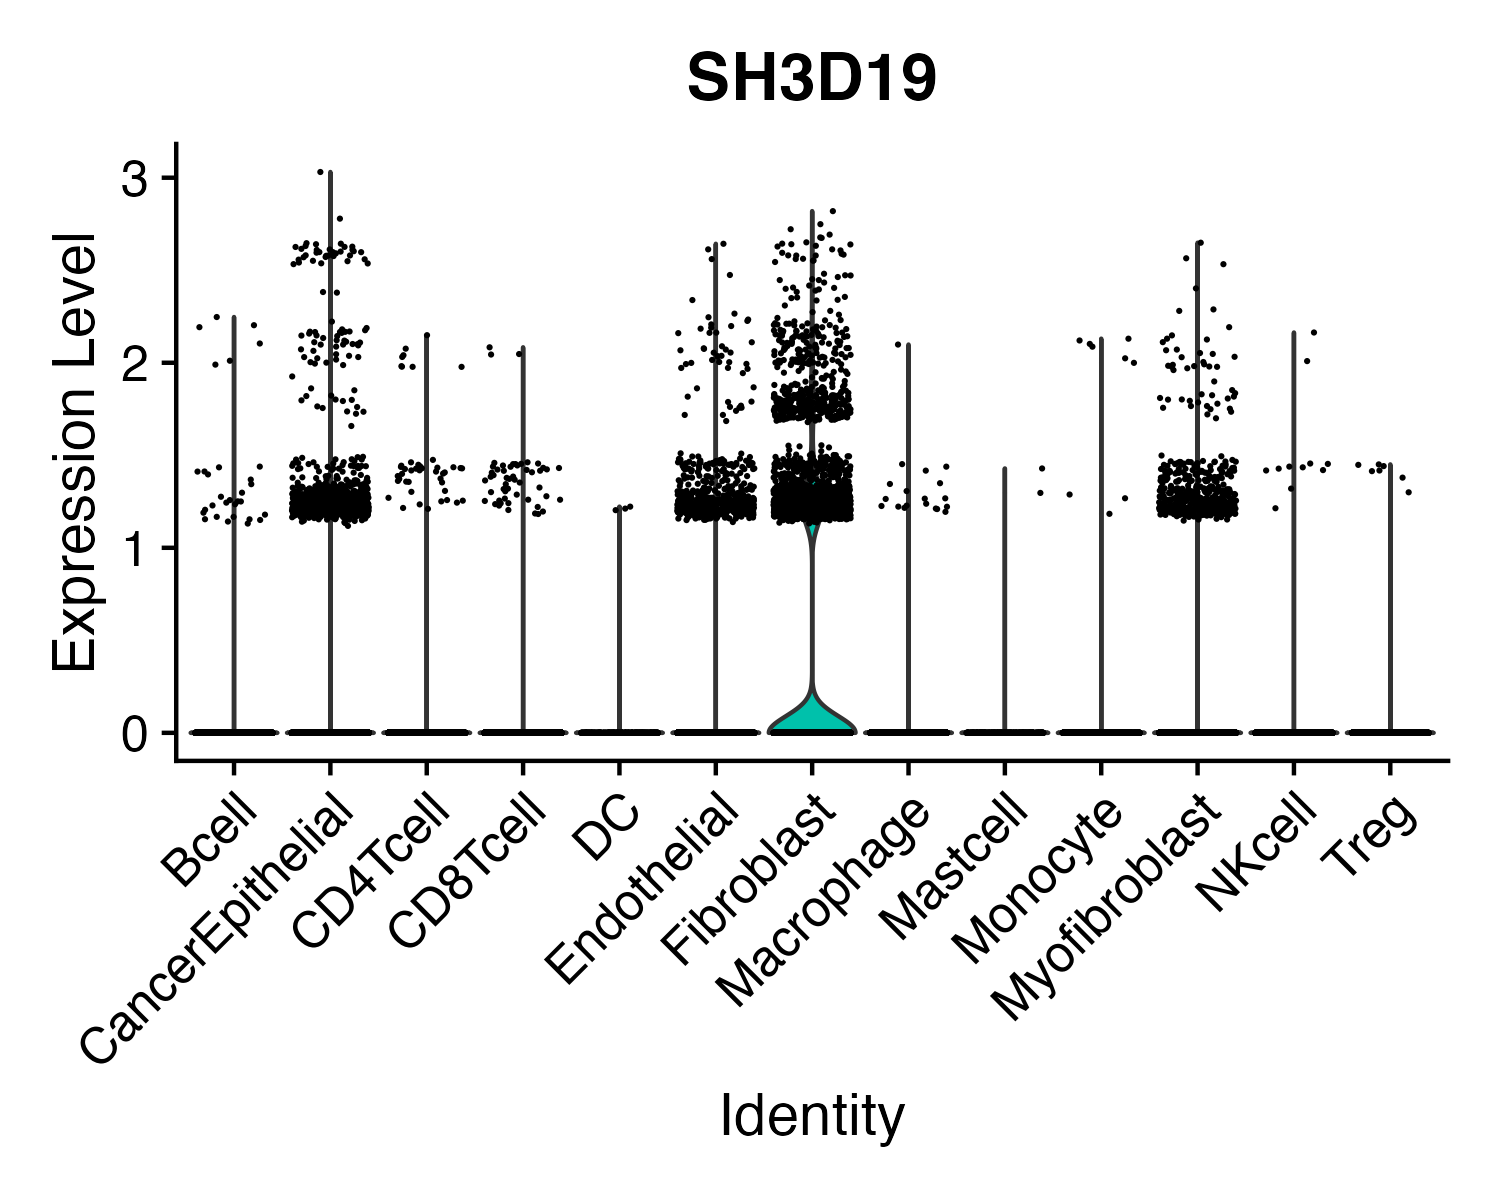 SH3D19
Expression Level
3
2
1
0
Bcell
CancerEpithelial
CD4Tcell
CD8Tcell
DC
Endothelial
Fibroblast
Macrophage
Mastcell
Monocyte
Myofibroblast
NKcell
Treg
Identity